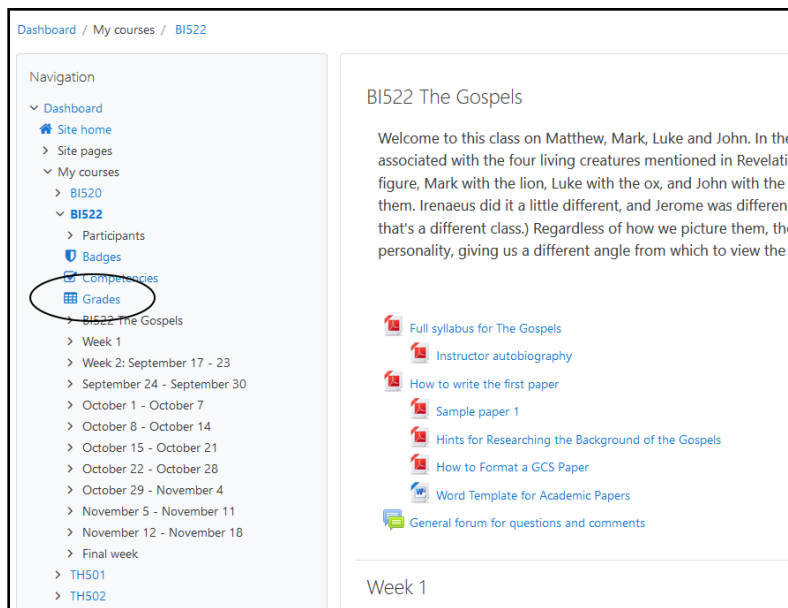 Dashboard / My courses / BI522
Navigation
Dashboard
Site home
Site pages
My courses
BI520
BI522
Participants
Badges
Competencies
Grades
BI522 The Gospels
Week 1
Week 2: September 17 - 23
September 24 - September 30
October 1 - October 7
October 8 - October 14
October 15 - October 21
October 22 - October 28
October 29 - November 4
November 5 - November 11
November 12 - November 18
Final week
TH501
TH502
BI522 The Gospels
Welcome to this class on Matthew, Mark, Luke and John. In the
associated with the four living creatures mentioned in Revelati
figure, Mark with the lion, Luke with the ox, and John with the
them. Irenaeus did it a little different, and Jerome was differen
that's a different class.) Regardless of how we picture them, the
personality, giving us a different angle from which to view the
Full syllabus for The Gospels
Instructor autobiography
How to write the first paper
Sample paper 1
Hints for Researching the Background of the Gospels
How to Format a GCS Paper
Word Template for Academic Papers
General forum for questions and comments
Week 1